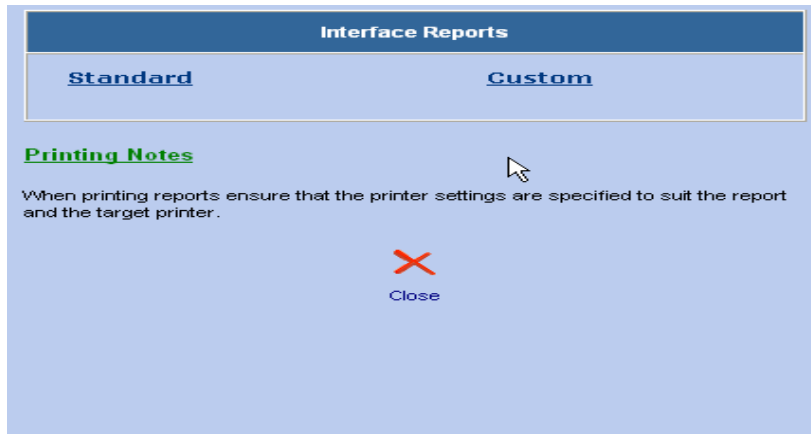 Interface Reports
Standard Custom
Printing Notes
When printing reports ensure that the printer settings are specified to suit the report
and the target printer.
Close